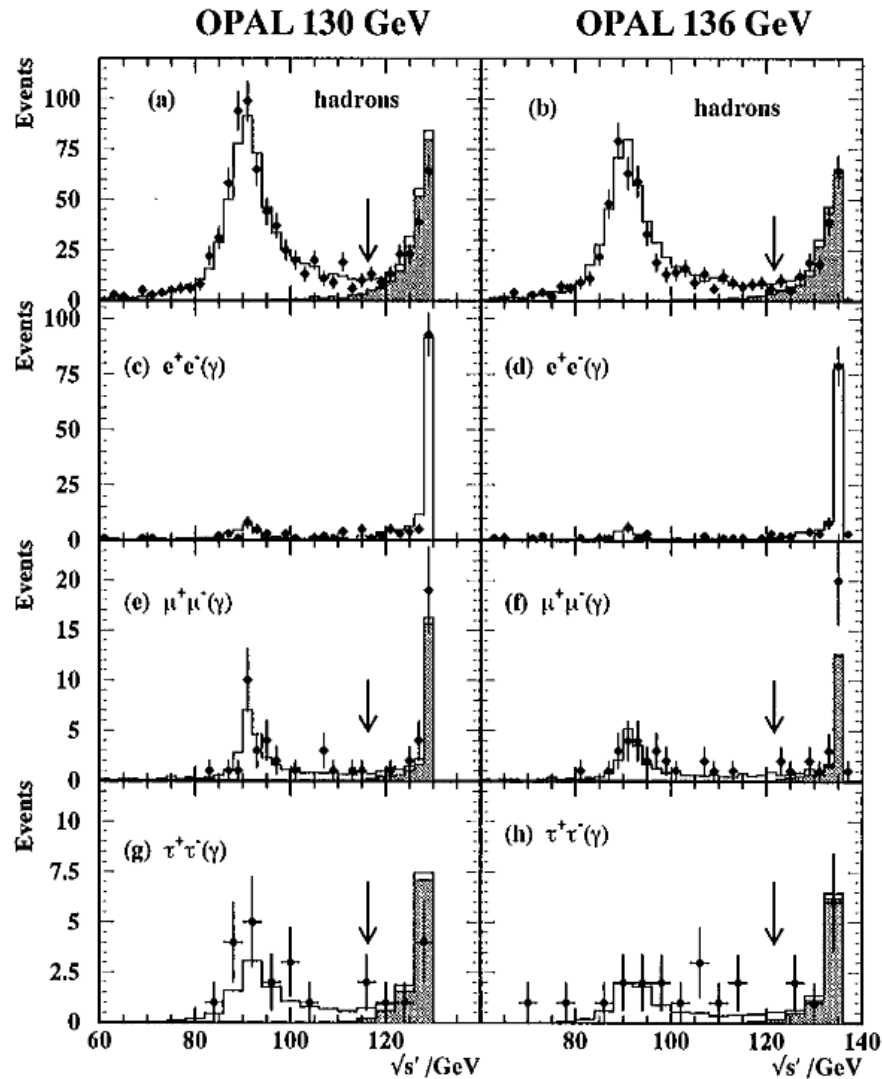 OPAL 130 GeV OPAL 136 GeV
Events
100
75
50
25
0
(a) hadrons
(b) hadrons
Events
100
75
50
25
0
(c) e⁺e⁻(γ)
(d) e⁺e⁻(γ)
Events
20
15
10
5
0
(e) μ⁺μ⁻(γ)
(f) μ⁺μ⁻(γ)
Events
10
7.5
5
2.5
0
(g) τ⁺τ⁻(γ)
(h) τ⁺τ⁻(γ)
60 80 100 120 80 100 120 140
√s' /GeV √s' /GeV